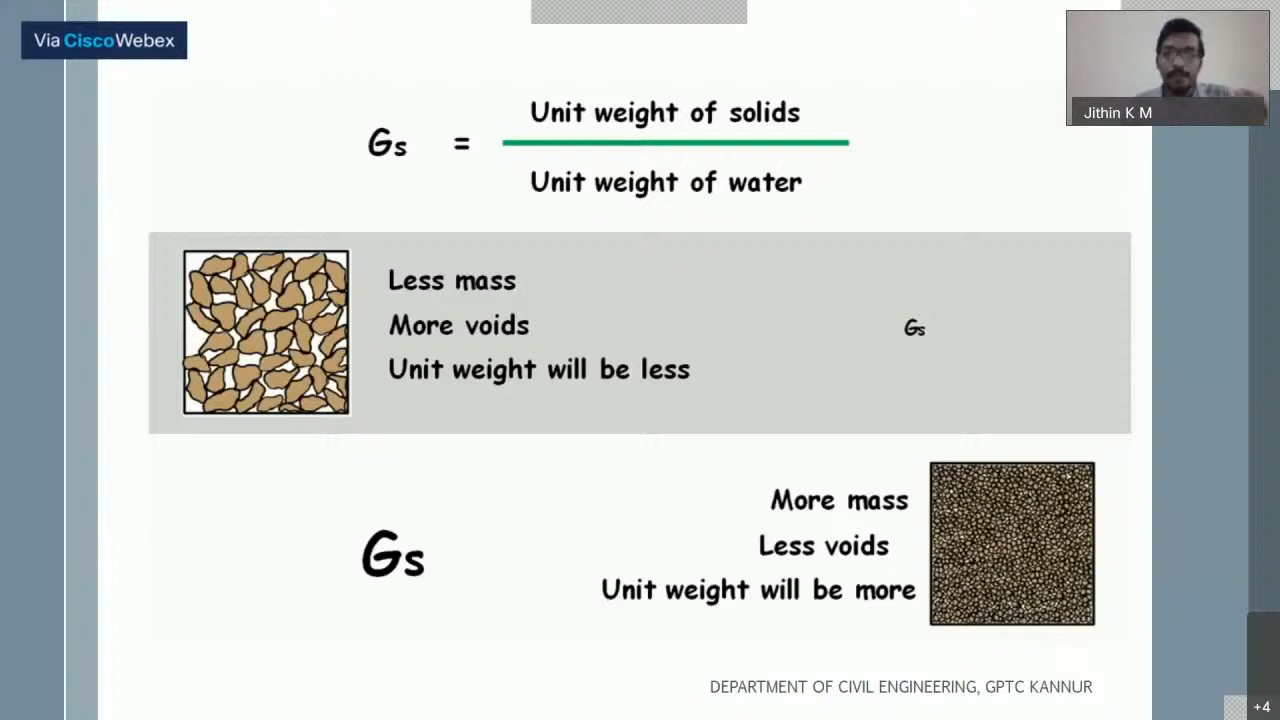 Via CiscoWebex
Jithin K M
Unit weight of solids
Gs =
Unit weight of water
Less mass
More voids
Gs
Unit weight will be less
More mass
Less voids
Gs
Unit weight will be more
DEPARTMENT OF CIVIL ENGINEERING, GPTC KANNUR
+4